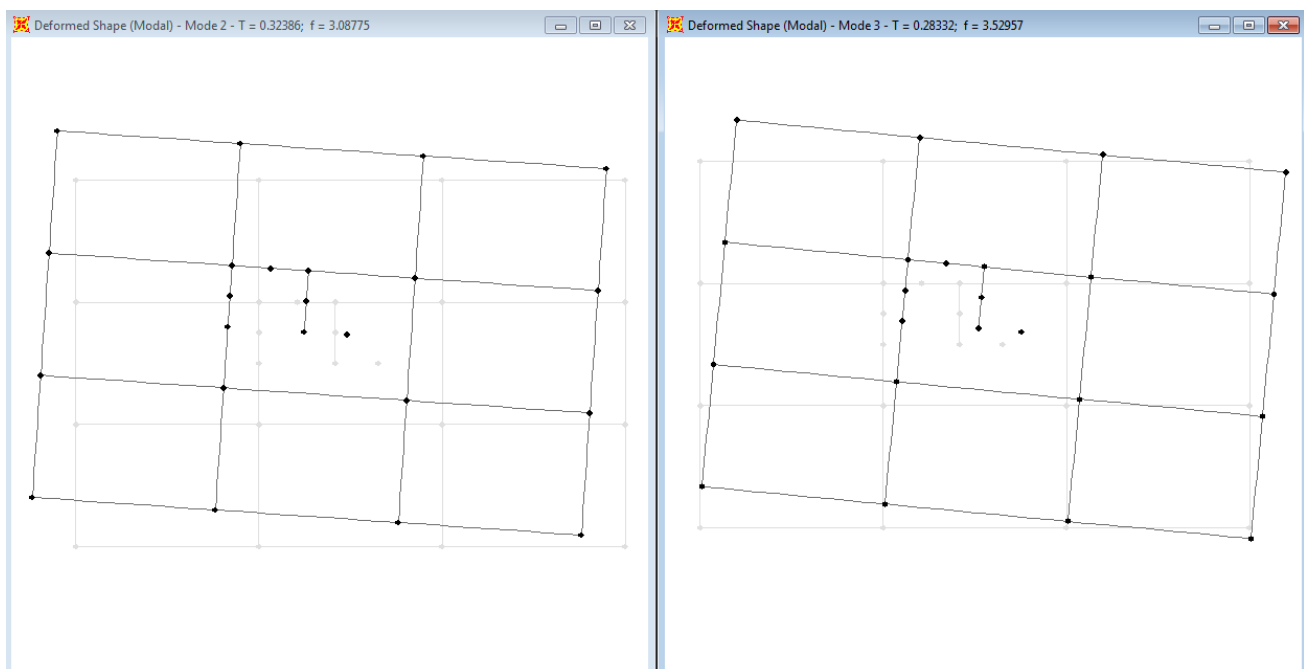 Deformed Shape (Modal) - Mode 2 - T = 0.32386; f = 3.08775
Deformed Shape (Modal) - Mode 3 - T = 0.28332; f = 3.52957